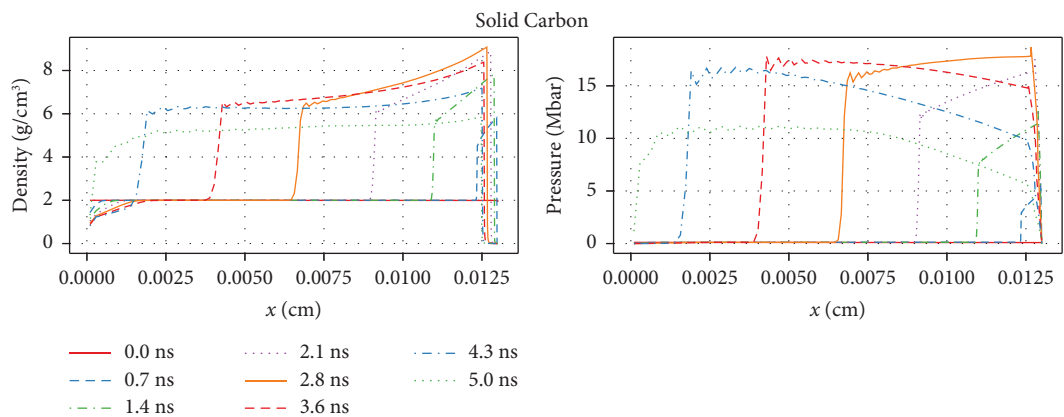 Solid Carbon
Density (g/cm³)
8
6
4
2
0
0.0000 0.0025 0.0050 0.0075 0.0100 0.0125
x (cm)
Pressure (Mbar)
15
10
5
0
0.0000 0.0025 0.0050 0.0075 0.0100 0.0125
x (cm)
0.0 ns 2.1 ns 4.3 ns
0.7 ns 2.8 ns 5.0 ns
1.4 ns 3.6 ns